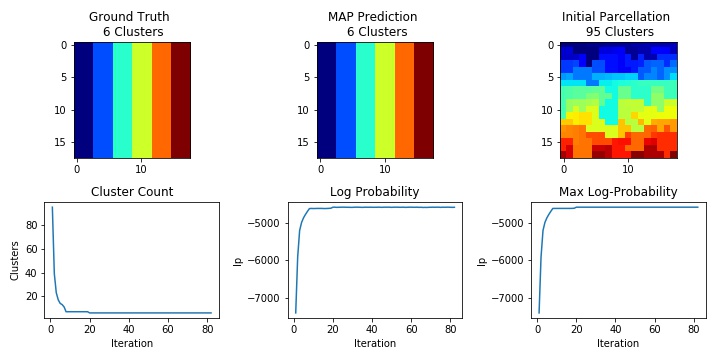 Ground Truth
6 Clusters
MAP Prediction
6 Clusters
Initial Parcellation
95 Clusters
0
5
10
15
0
10
0
5
10
15
0
10
0
5
10
15
0
10
Cluster Count
Log Probability
Max Log-Probability
Clusters
80
60
40
20
0
20
40
60
80
Iteration
lp
−5000
−6000
−7000
0
20
40
60
80
Iteration
lp
−5000
−6000
−7000
0
20
40
60
80
Iteration